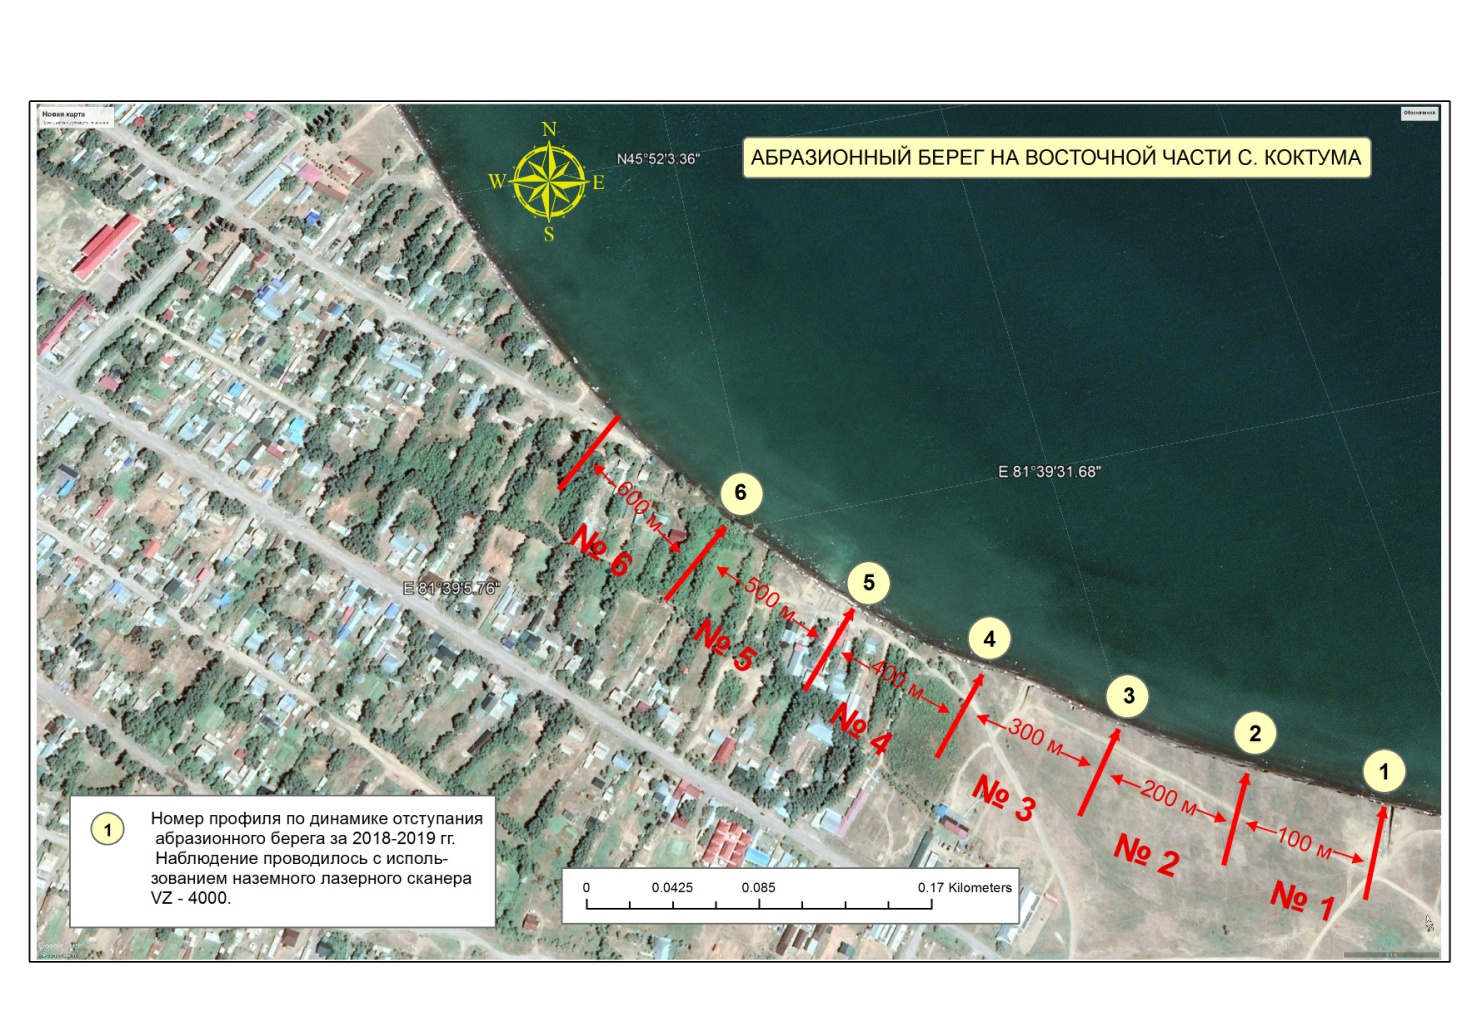 Новая карта
Обозначения
N
W E
S
N45°52'3.36"
АБРАЗИОННЫЙ БЕРЕГ НА ВОСТОЧНОЙ ЧАСТИ С. КОКТУМА
E 81°39'31.68"
E 81°39'5.76"
6
5
4
3
2
1
600 м
500 м
400 м
300 м
200 м
100 м
№ 6
№ 5
№ 4
№ 3
№ 2
№ 1
1
Номер профиля по динамике отступания
абразионного берега за 2018-2019 гг.
Наблюдение проводилось с исполь-
зованием наземного лазерного сканера
VZ - 4000.
0 0.0425 0.085 0.17 Kilometers